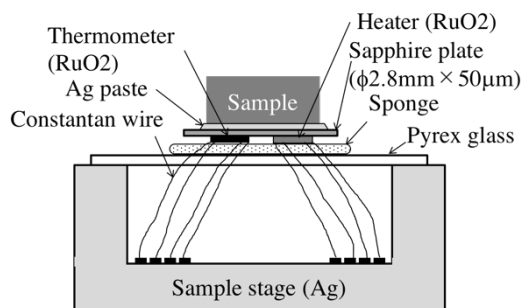 Thermometer
(RuO2)
Ag paste
Constantan wire
Heater (RuO2)
Sapphire plate
(ϕ2.8mm × 50μm)
Sponge
Pyrex glass
Sample
Sample stage (Ag)